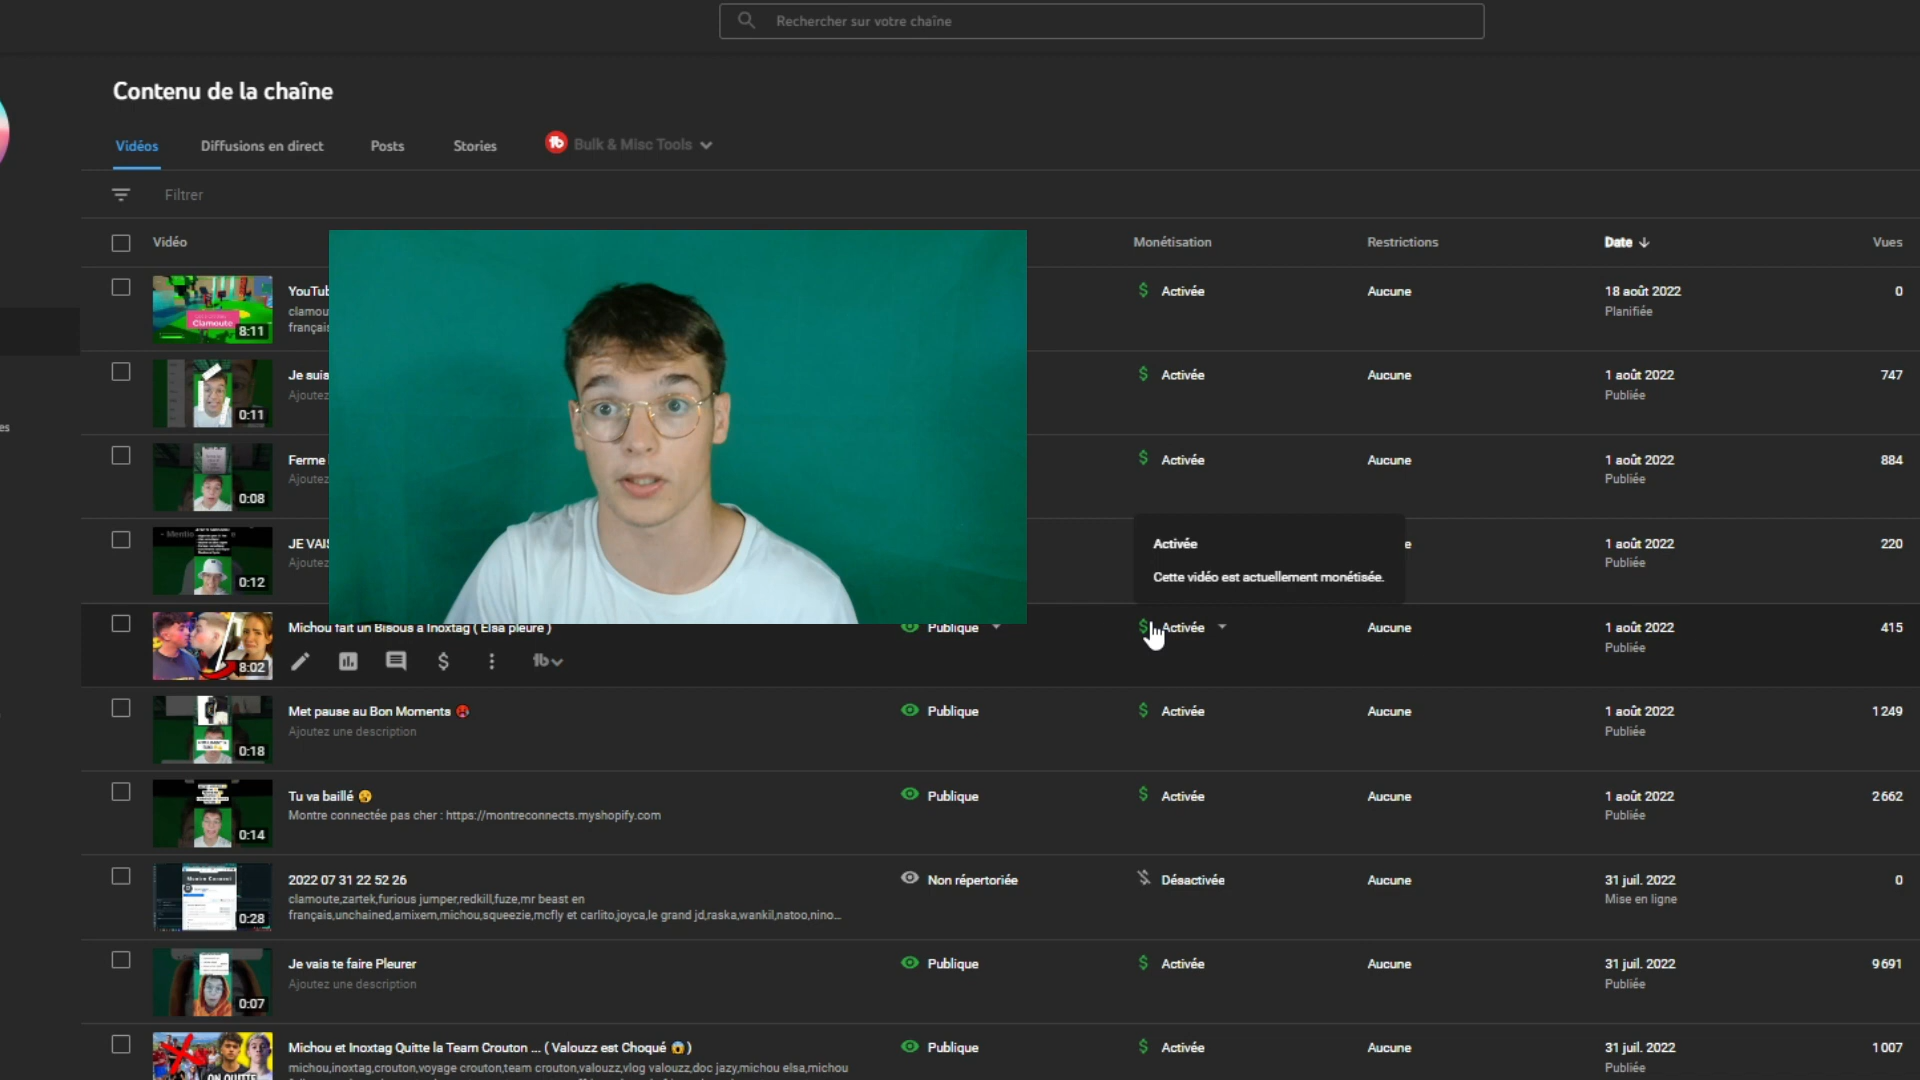 Rechercher sur votre chaîne
Contenu de la chaîne
Vidéos Diffusions en direct Posts Stories Bulk & Misc Tools
Filtrer
Vidéo Monétisation Restrictions Date Vues
8:11 YouTub Activée Aucune 18 août 2022 0
clamou Planifiée
françai
Clamoute
0:11 Je suis Activée Aucune 1 août 2022 747
Ajoutez Publiée
0:08 Ferme Activée Aucune 1 août 2022 884
Ajoutez Publiée
0:12 JE VAIS e 1 août 2022 220
Ajoutez Publiée
Activée
Cette vidéo est actuellement monétisée.
8:02 Michou fait un Bisous a Inoxtag ( Elsa pleure ) Publique Activée Aucune 1 août 2022 415
Publiée
es
0:18 Met pause au Bon Moments Publique Activée Aucune 1 août 2022 1 249
Ajoutez une description Publiée
0:14 Tu va baillé Publique Activée Aucune 1 août 2022 2 662
Montre connectée pas cher : https://montreconnects.myshopify.com Publiée
0:28 2022 07 31 22 52 26 Non répertoriée Désactivée Aucune 31 juil. 2022 0
clamoute,zartek,furious jumper,redkill,fuze,mr beast en Mise en ligne
français,unchained,amixem,michou,squeezie,mcfly et carlito,joyca,le grand jd,raska,wankil,natoo,nino...
0:07 Je vais te faire Pleurer Publique Activée Aucune 31 juil. 2022 9 691
Ajoutez une description Publiée
Michou et Inoxtag Quitte la Team Crouton ... ( Valouzz est Choqué ) Publique Activée Aucune 31 juil. 2022 1 007
michou,inoxtag,crouton,voyage crouton,team crouton,valouzz,vlog valouzz,doc jazy,michou elsa,michou Publiée
ON QUITTE